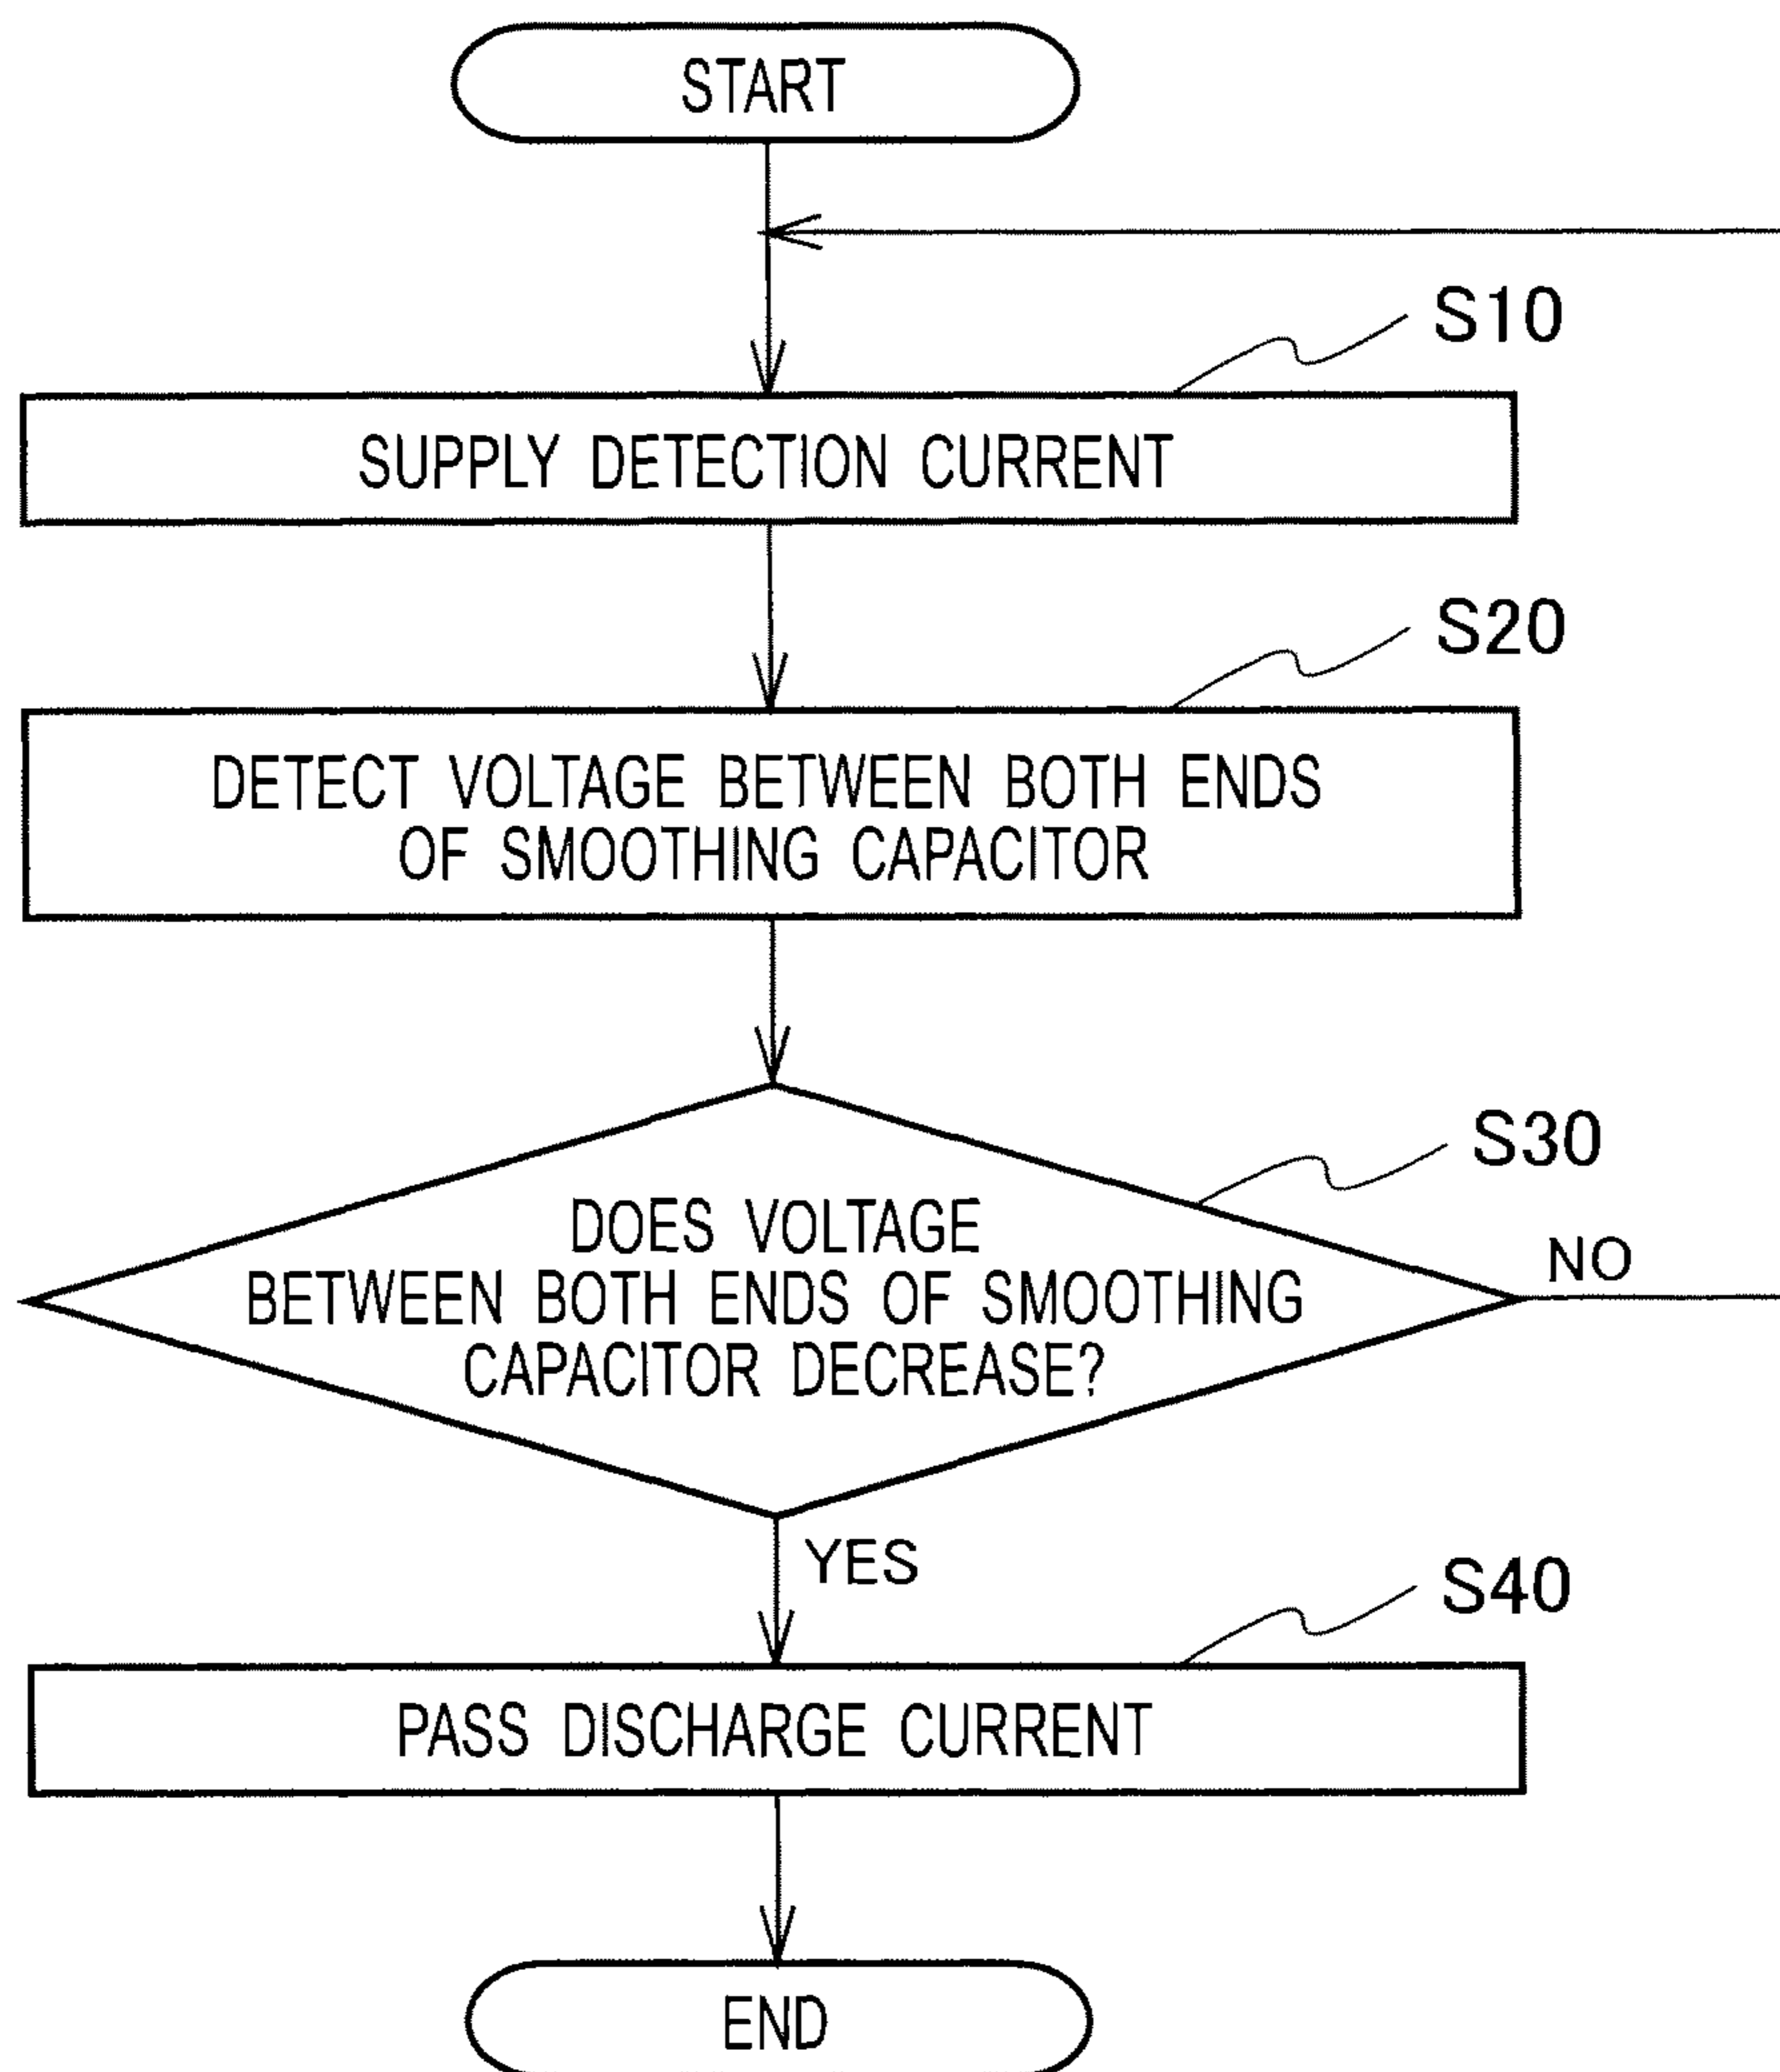 START
S10
SUPPLY DETECTION CURRENT
S20
DETECT VOLTAGE BETWEEN BOTH ENDS
OF SMOOTHING CAPACITOR
S30
DOES VOLTAGE
BETWEEN BOTH ENDS OF SMOOTHING
CAPACITOR DECREASE?
NO
YES
S40
PASS DISCHARGE CURRENT
END